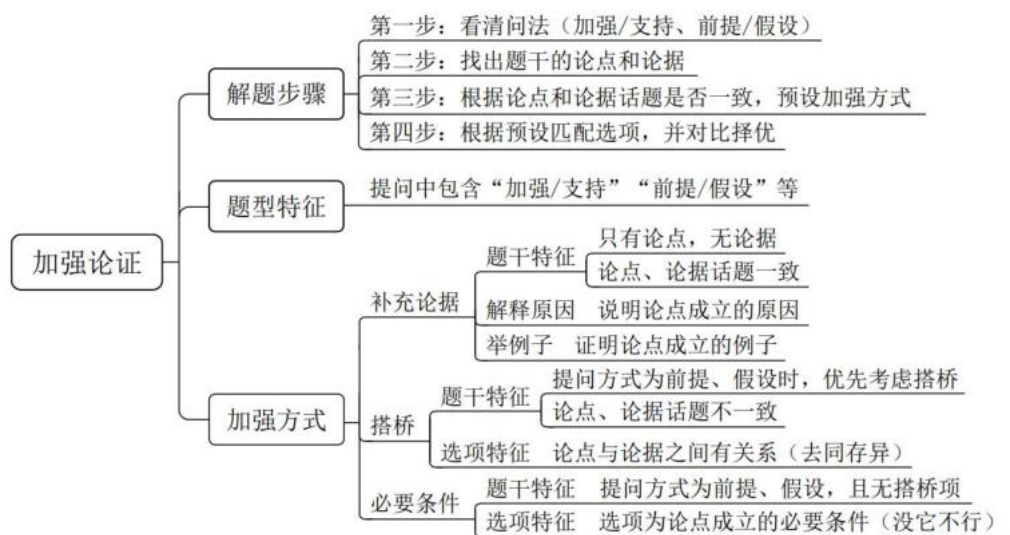 加强论证
解题步骤
第一步：看清问法（加强/支持、前提/假设）
第二步：找出题干的论点和论据
第三步：根据论点和论据话题是否一致，预设加强方式
第四步：根据预设匹配选项，并对比择优
题型特征
提问中包含“加强/支持”“前提/假设”等
加强方式
补充论据
题干特征
只有论点，无论据
论点、论据话题一致
解释原因 说明论点成立的原因
举例子 证明论点成立的例子
搭桥
题干特征
提问方式为前提、假设时，优先考虑搭桥
论点、论据话题不一致
选项特征 论点与论据之间有关系（去同存异）
必要条件
题干特征 提问方式为前提、假设，且无搭桥项
选项特征 选项为论点成立的必要条件（没它不行）